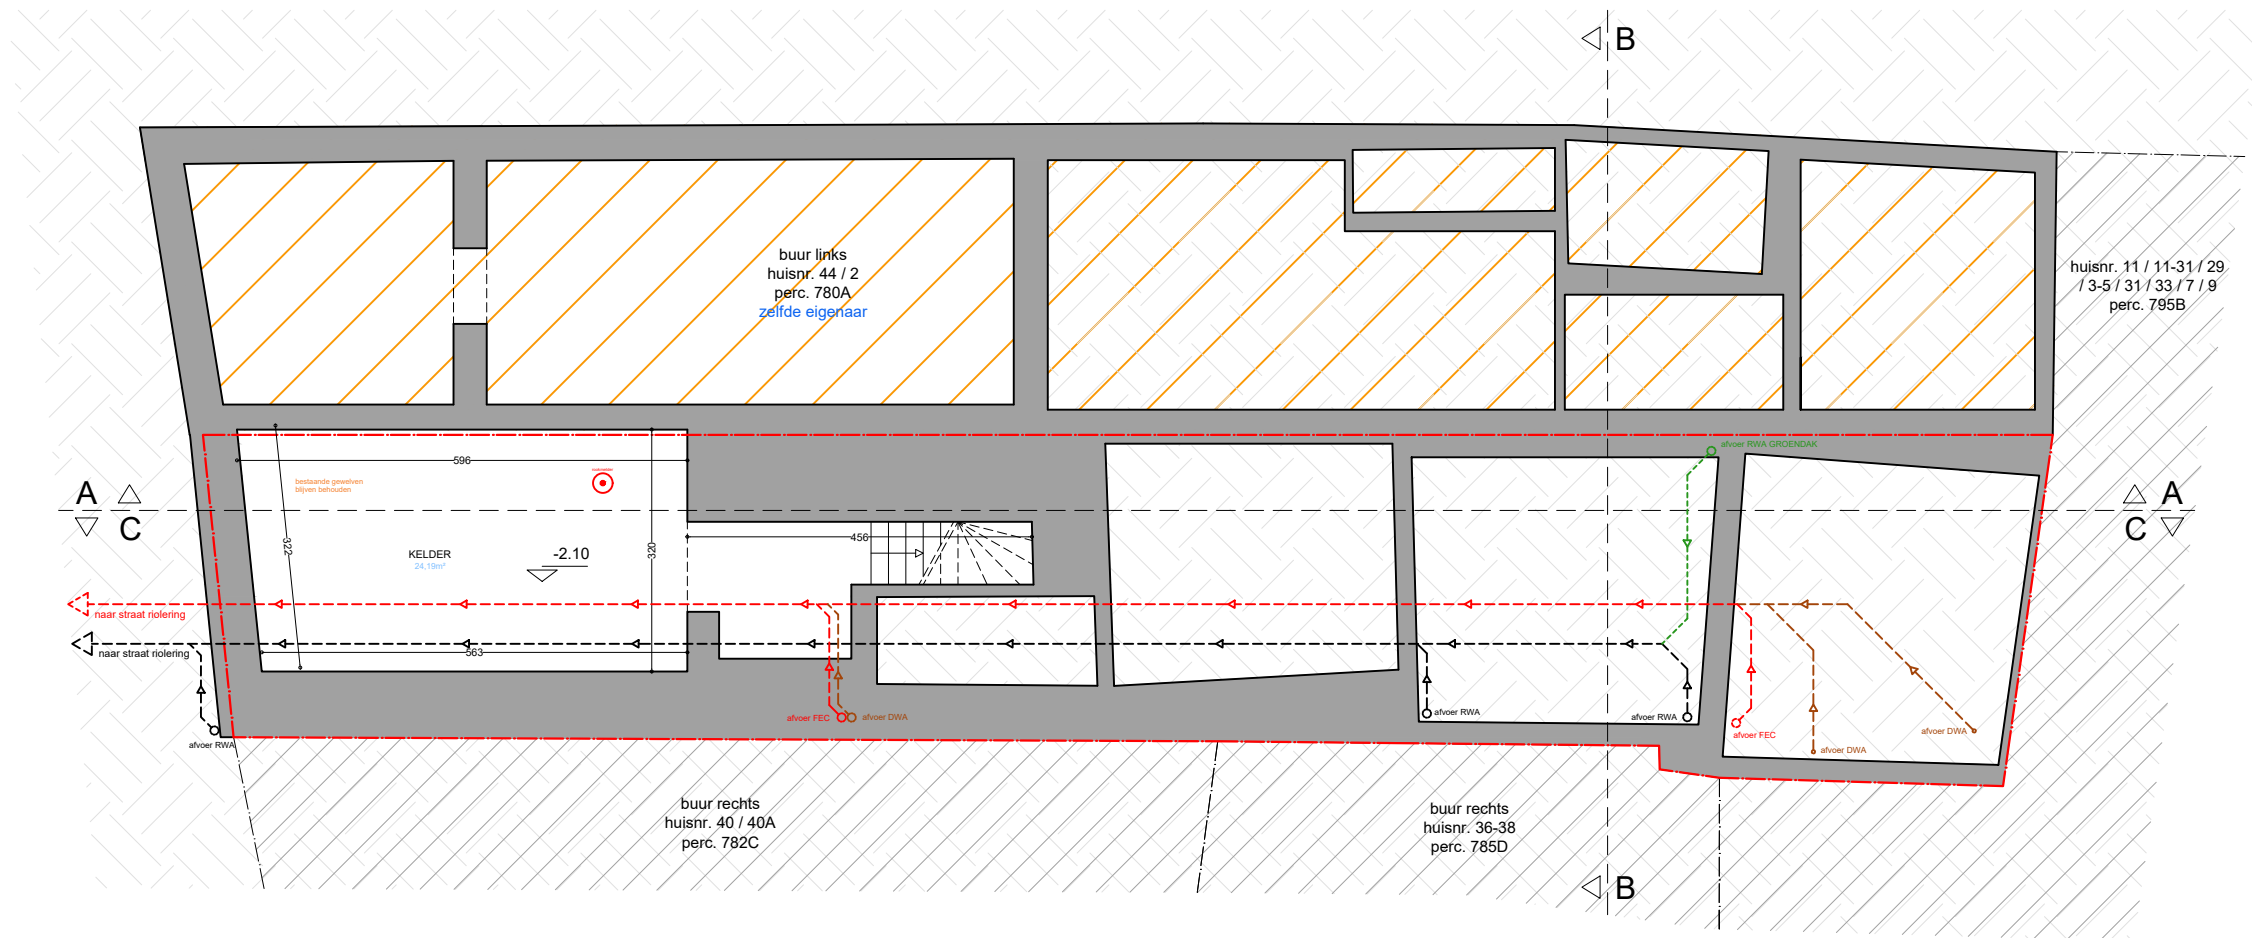 B
buur links
huisnr. 44 / 2
perc. 780A
zelfde eigenaar
huisnr. 11 / 11-31 / 29
/ 3-5 / 31 / 33 / 7 / 9
perc. 795B
afvoer RWA GROENDAK
596
bestaande gewelven
blijven behouden
A
C
A
C
456
322
320
KELDER
24,19m²
-2.10
naar straat riolering
naar straat riolering
563
afvoer RWA
afvoer FEC
afvoer DWA
afvoer RWA
afvoer RWA
afvoer FEC
afvoer DWA
afvoer DWA
buur rechts
huisnr. 40 / 40A
perc. 782C
buur rechts
huisnr. 36-38
perc. 785D
B